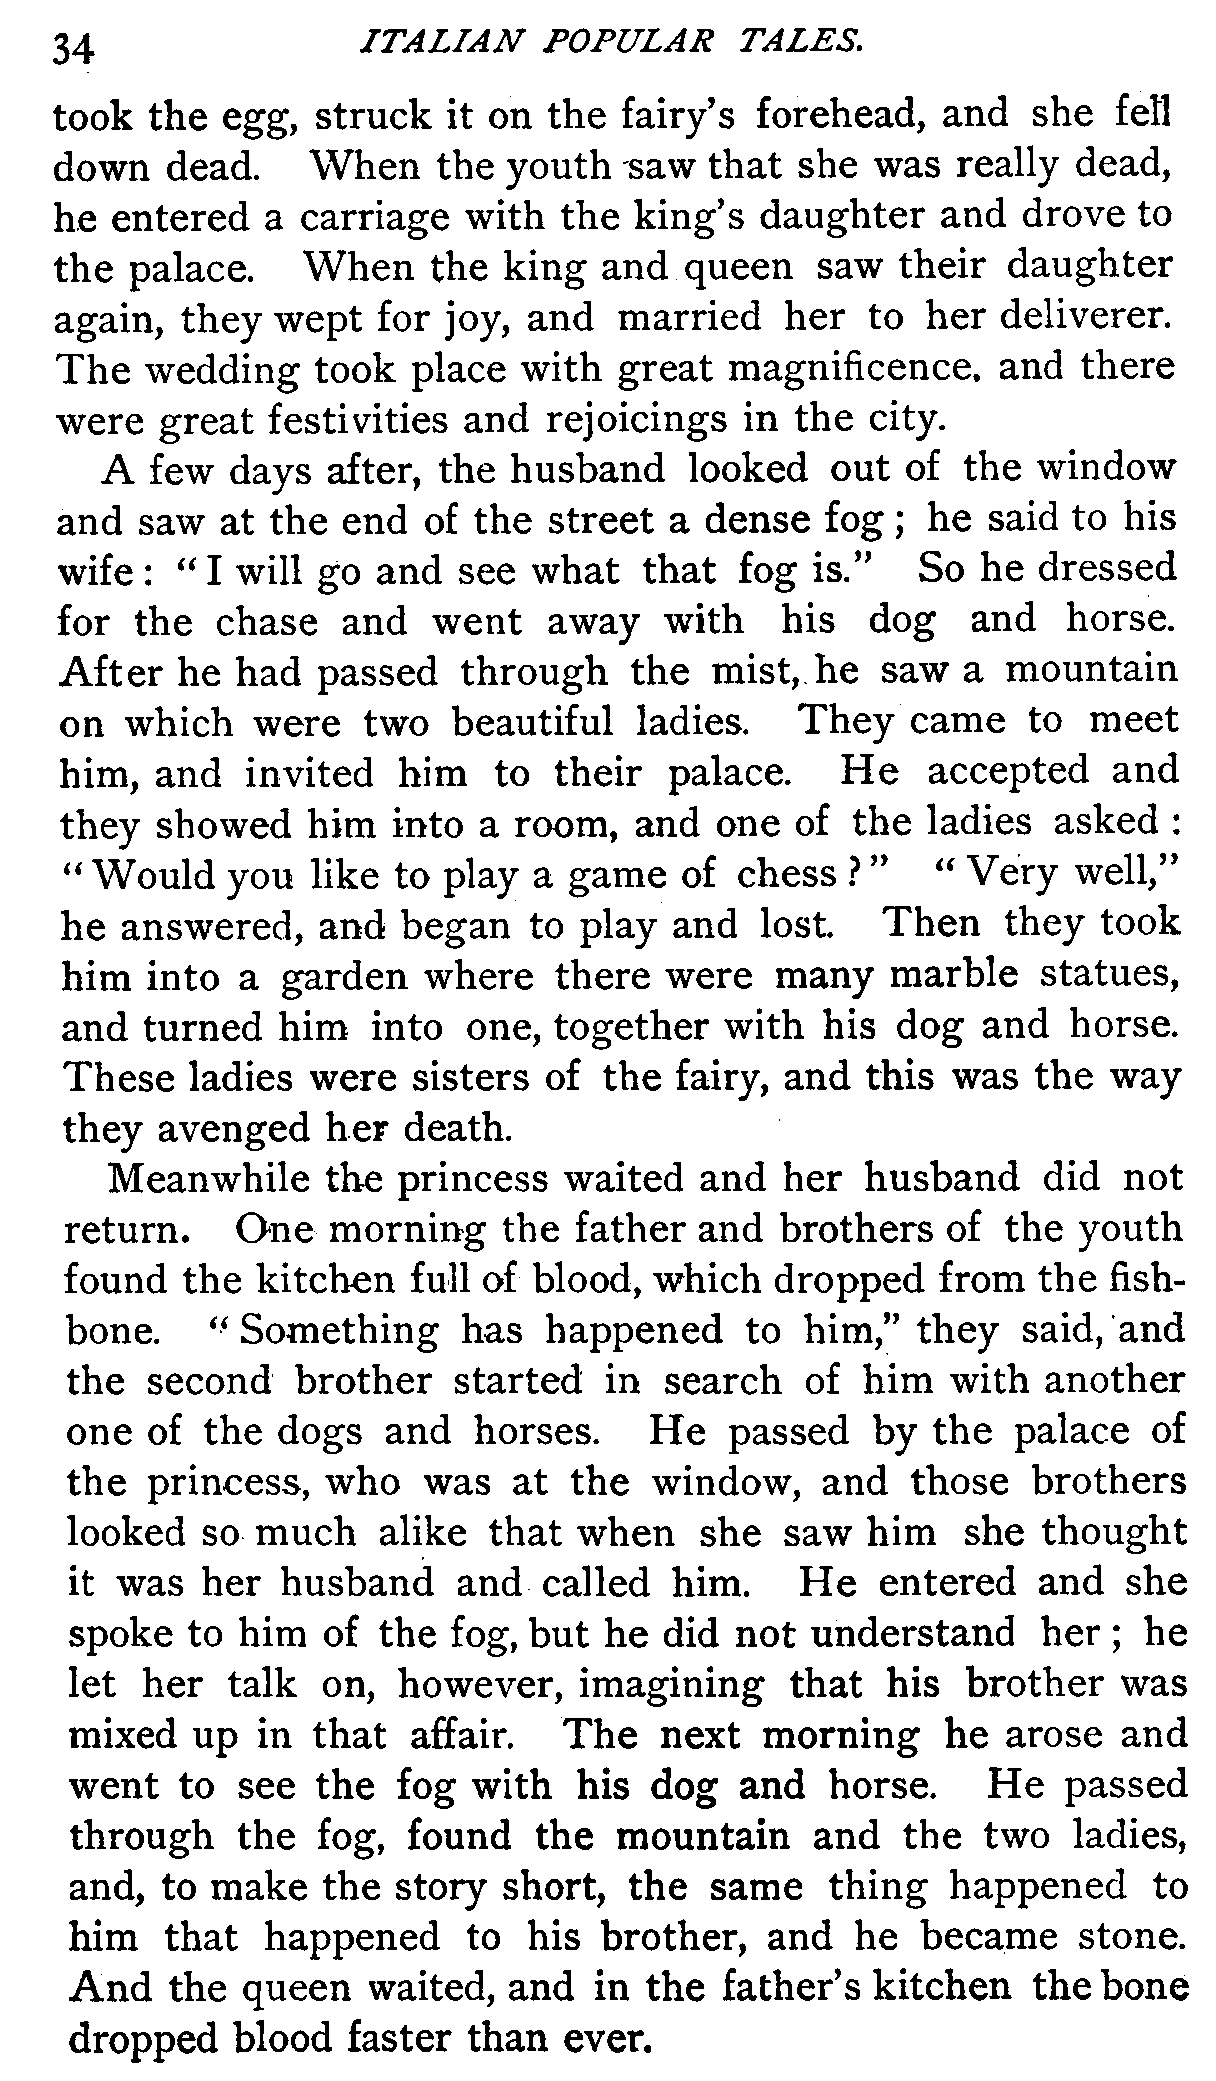 34 ITALIAN POPULAR TALES.
took the egg, struck it on the fairy's forehead, and she fell
down dead. When the youth saw that she was really dead,
he entered a carriage with the king's daughter and drove to
the palace. When the king and queen saw their daughter
again, they wept for joy, and married her to her deliverer.
The wedding took place with great magnificence, and there
were great festivities and rejoicings in the city.
A few days after, the husband looked out of the window
and saw at the end of the street a dense fog ; he said to his
wife : "I will go and see what that fog is." So he dressed
for the chase and went away with his dog and horse.
After he had passed through the mist, he saw a mountain
on which were two beautiful ladies. They came to meet
him, and invited him to their palace. He accepted and
they showed him into a room, and one of the ladies asked :
"Would you like to play a game of chess ?" "Very well,"
he answered, and began to play and lost. Then they took
him into a garden where there were many marble statues,
and turned him into one, together with his dog and horse.
These ladies were sisters of the fairy, and this was the way
they avenged her death.
Meanwhile the princess waited and her husband did not
return. One morning the father and brothers of the youth
found the kitchen full of blood, which dropped from the fish-
bone. "Something has happened to him," they said, and
the second brother started in search of him with another
one of the dogs and horses. He passed by the palace of
the princess, who was at the window, and those brothers
looked so much alike that when she saw him she thought
it was her husband and called him. He entered and she
spoke to him of the fog, but he did not understand her ; he
let her talk on, however, imagining that his brother was
mixed up in that affair. The next morning he arose and
went to see the fog with his dog and horse. He passed
through the fog, found the mountain and the two ladies,
and, to make the story short, the same thing happened to
him that happened to his brother, and he became stone.
And the queen waited, and in the father's kitchen the bone
dropped blood faster than ever.